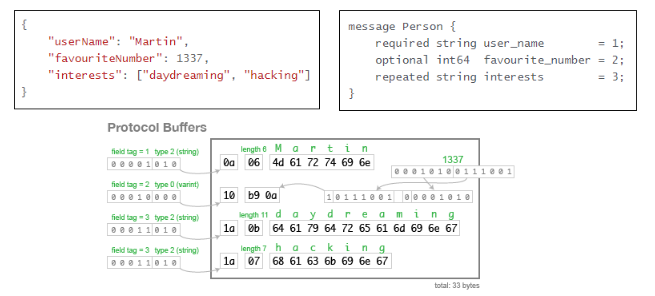 {
"userName": "Martin",
"favouriteNumber": 1337,
"interests": ["daydreaming", "hacking"]
}
message Person {
required string user_name = 1;
optional int64 favourite_number = 2;
repeated string interests = 3;
}
Protocol Buffers
field tag = 1 type 2 (string)
0 0 0 0 1 0 1 0
length 6 M a r t i n
0a 06 4d 61 72 74 69 6e
1337
0 0 0 1 0 1 0 0 1 1 1 0 0 1
field tag = 2 type 0 (varint)
0 0 0 1 0 0 0 0
10 b9 0a
1 0 1 1 1 0 0 1 0 0 0 0 1 0 1 0
field tag = 3 type 2 (string)
0 0 0 1 1 0 1 0
length 11 d a y d r e a m i n g
1a 0b 64 61 79 64 72 65 61 6d 69 6e 67
field tag = 3 type 2 (string)
0 0 0 1 1 0 1 0
length 7 h a c k i n g
1a 07 68 61 63 6b 69 6e 67
total: 33 bytes